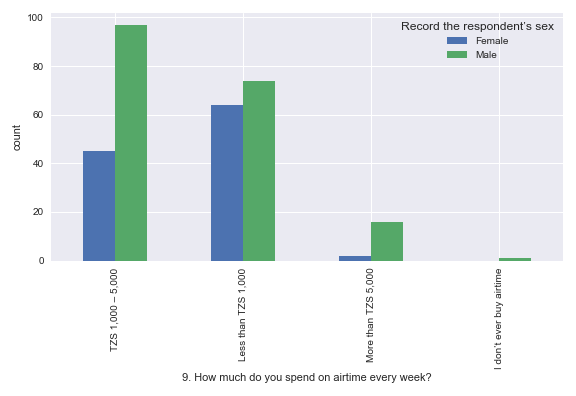 Record the respondent's sex
Female
Male
100
80
60
40
20
0
count
TZS 1,000 – 5,000
Less than TZS 1,000
More than TZS 5,000
I don't ever buy airtime
9. How much do you spend on airtime every week?